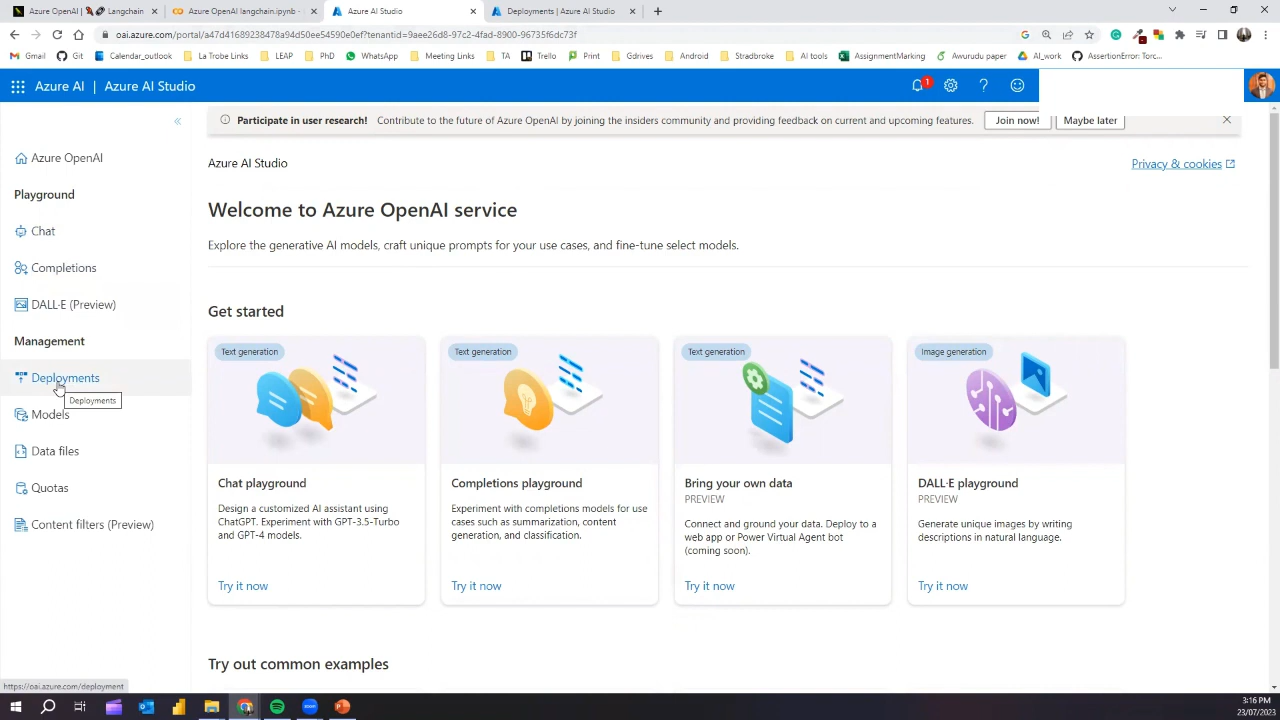 Azure OpenAI | 🦜🔗 Langchain
Azure OpenAI langchain.ipynb -
Azure AI Studio
Deployments | Azure AI Studio
oai.azure.com/portal/a47d41689238478a94d50ee54590e0ef?tenantid=9aee26d8-97c2-4fad-8900-96735f6dc73f
Gmail
Git
Calendar_outlook
La Trobe Links
LEAP
PhD
WhatsApp
Meeting Links
TA
Trello
Print
Gdrives
Android
Stradbroke
AI tools
AssignmentMarking
Awurudu paper
AI_work
AssertionError: Torc...
Azure AI | Azure AI Studio
1
Participate in user research! Contribute to the future of Azure OpenAI by joining the insiders community and providing feedback on current and upcoming features.
Join now!
Maybe later
Azure OpenAI
Playground
Chat
Completions
DALL·E (Preview)
Management
Deployments
Deployments
Models
Data files
Quotas
Content filters (Preview)
Azure AI Studio
Privacy & cookies
Welcome to Azure OpenAI service
Explore the generative AI models, craft unique prompts for your use cases, and fine-tune select models.
Get started
Text generation
Chat playground
Design a customized AI assistant using
ChatGPT. Experiment with GPT-3.5-Turbo
and GPT-4 models.
Try it now
Text generation
Completions playground
Experiment with completions models for use
cases such as summarization, content
generation, and classification.
Try it now
Text generation
Bring your own data
PREVIEW
Connect and ground your data. Deploy to a
web app or Power Virtual Agent bot
(coming soon).
Try it now
Image generation
DALL·E playground
PREVIEW
Generate unique images by writing
descriptions in natural language.
Try it now
Try out common examples
https://oai.azure.com/deployment
3:16 PM
23/07/2023